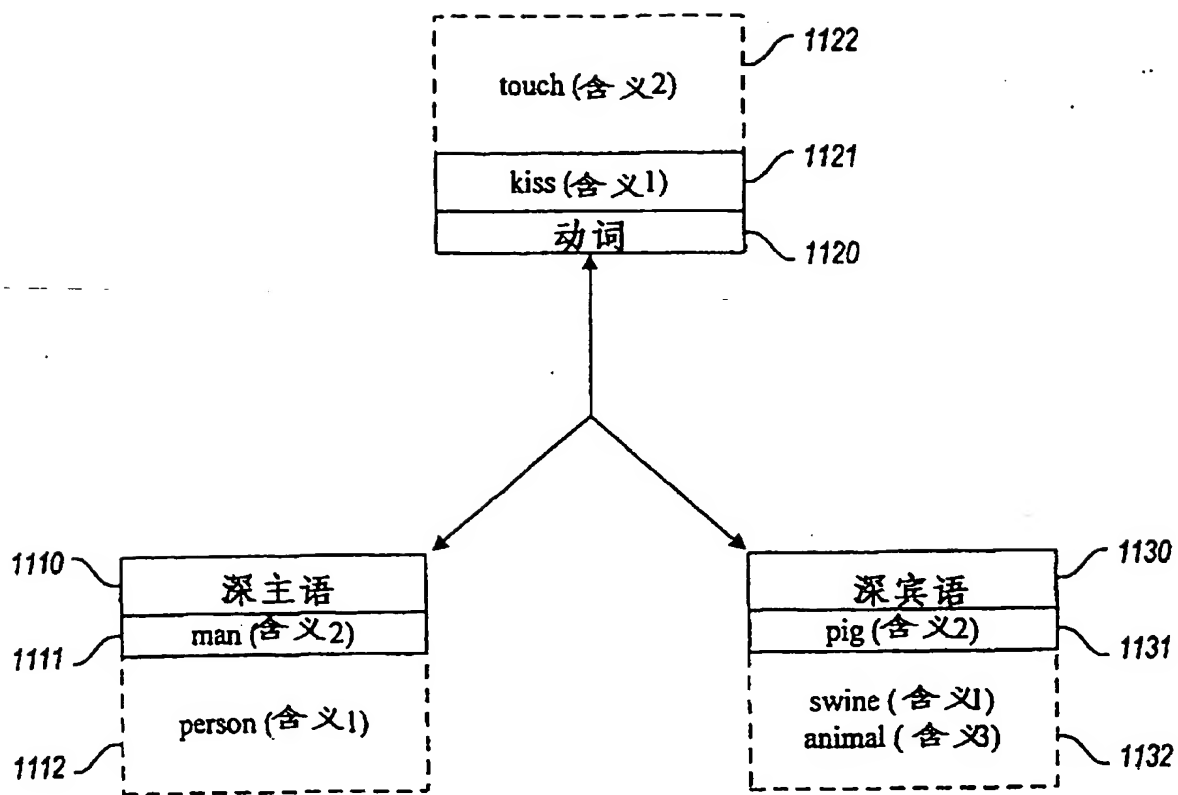 1122
touch (含义2)
1121
kiss (含义1)
动词
1120
1110
深主语
man (含义2)
1111
person (含义1)
1112
1130
深宾语
pig (含义2)
1131
swine (含义1)
animal (含义3)
1132